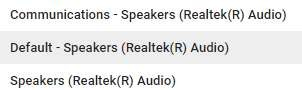 Communications - Speakers (Realtek(R) Audio)
Default - Speakers (Realtek(R) Audio)
Speakers (Realtek(R) Audio)